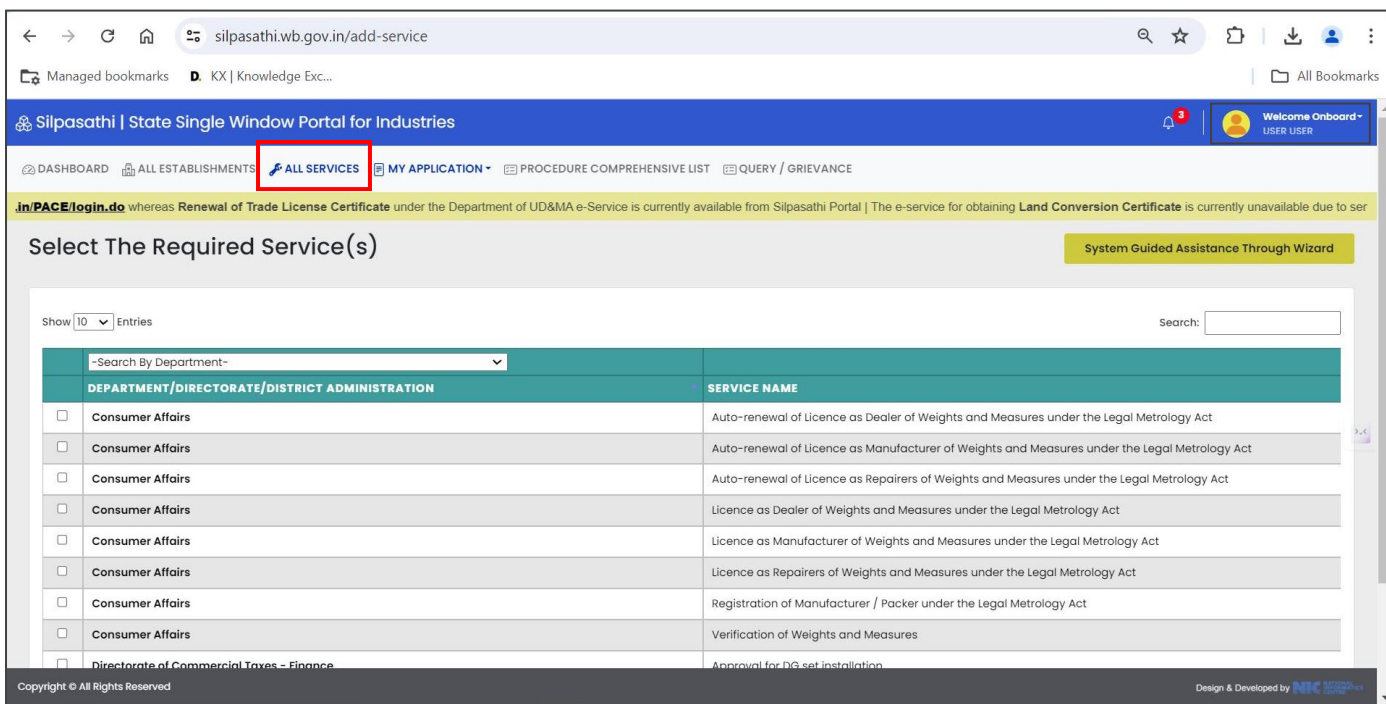 silpasathi.wb.gov.in/add-service
Managed bookmarks D. KX | Knowledge Exc... All Bookmarks
Silpasathi | State Single Window Portal for Industries 3 Welcome Onboard
USER USER
DASHBOARD ALL ESTABLISHMENTS ALL SERVICES MY APPLICATION PROCEDURE COMPREHENSIVE LIST QUERY / GRIEVANCE
.in/PACE/login.do whereas Renewal of Trade License Certificate under the Department of UD&MA e-Service is currently available from Silpasathi Portal | The e-service for obtaining Land Conversion Certificate is currently unavailable due to ser
Select The Required Service(s) System Guided Assistance Through Wizard
Show 10 Entries Search:
-Search By Department-
DEPARTMENT/DIRECTORATE/DISTRICT ADMINISTRATION SERVICE NAME
Consumer Affairs Auto-renewal of Licence as Dealer of Weights and Measures under the Legal Metrology Act
Consumer Affairs Auto-renewal of Licence as Manufacturer of Weights and Measures under the Legal Metrology Act
Consumer Affairs Auto-renewal of Licence as Repairers of Weights and Measures under the Legal Metrology Act
Consumer Affairs Licence as Dealer of Weights and Measures under the Legal Metrology Act
Consumer Affairs Licence as Manufacturer of Weights and Measures under the Legal Metrology Act
Consumer Affairs Licence as Repairers of Weights and Measures under the Legal Metrology Act
Consumer Affairs Registration of Manufacturer / Packer under the Legal Metrology Act
Consumer Affairs Verification of Weights and Measures
Directorate of Commercial Taxes - Finance Approval for DG set installation
Copyright © All Rights Reserved Design & Developed by NIC NATIONAL INFORMATICS CENTRE